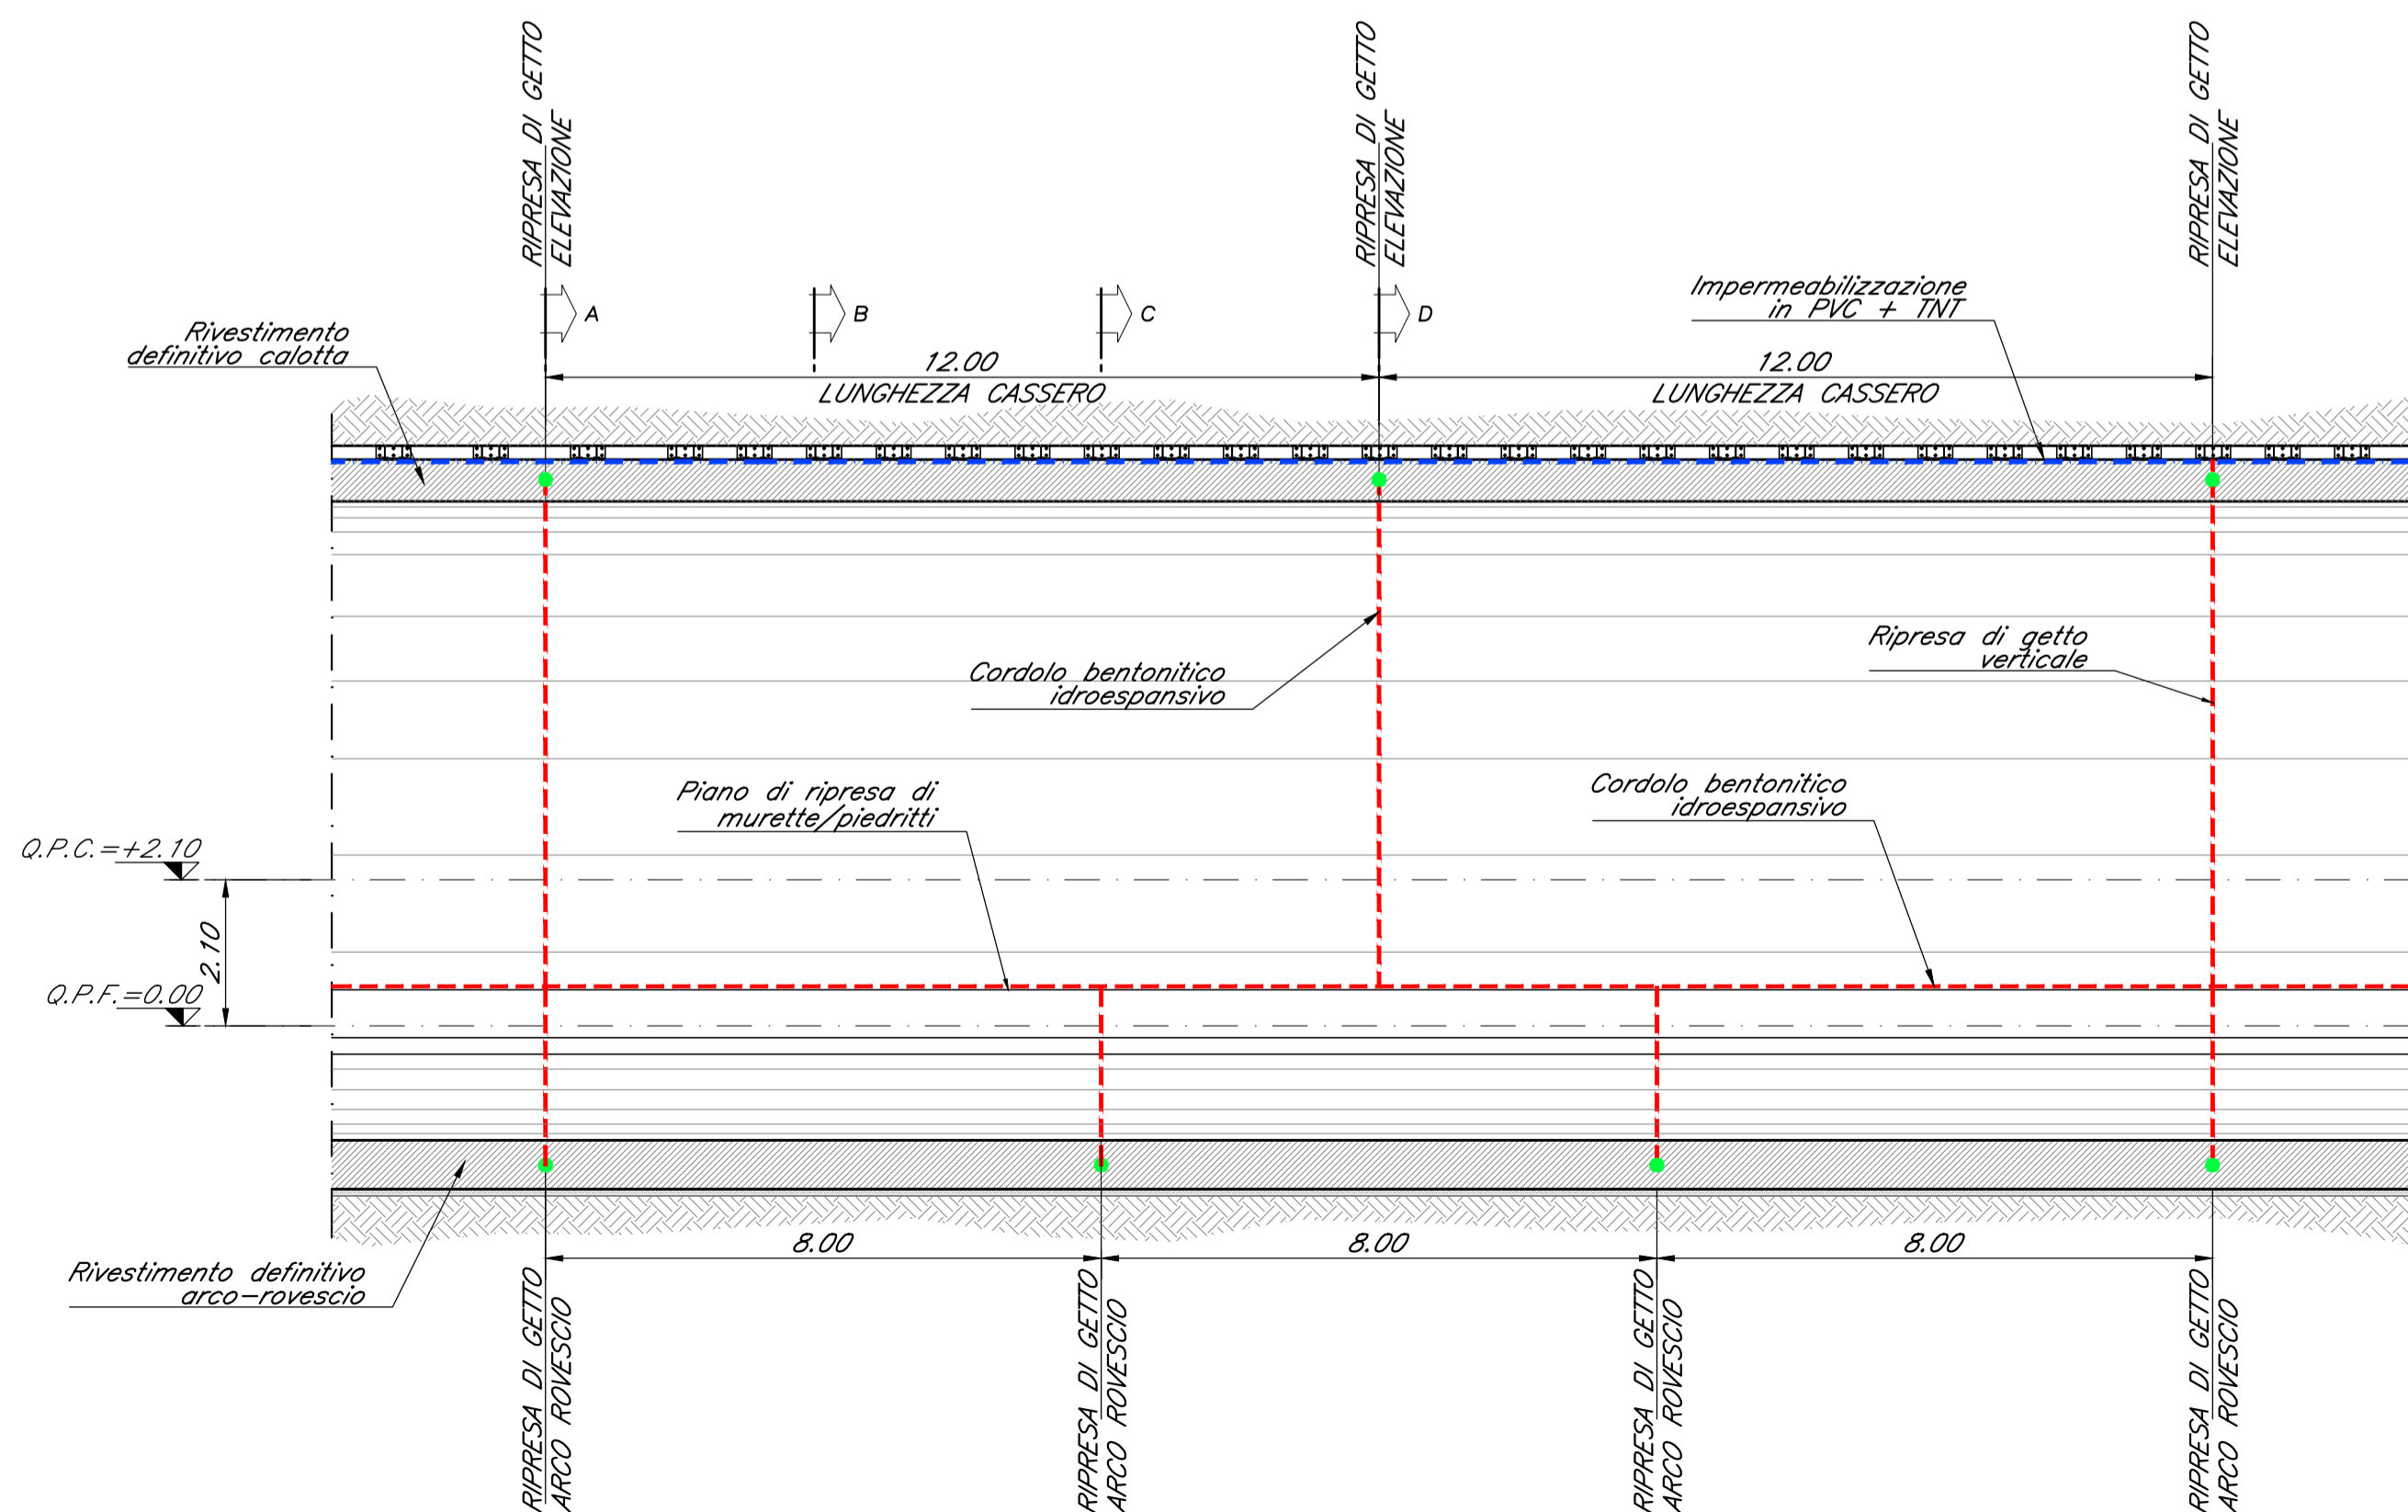 RIPRESA DI GETTO
ELEVAZIONE
RIPRESA DI GETTO
ELEVAZIONE
RIPRESA DI GETTO
ELEVAZIONE
A
B
C
D
Impermeabilizzazione
in PVC + TNT
Rivestimento
definitivo calotta
12.00
LUNGHEZZA CASSERO
12.00
LUNGHEZZA CASSERO
Cordolo bentonitico
idroespansivo
Ripresa di getto
verticale
Piano di ripresa di
murette/piedritti
Cordolo bentonitico
idroespansivo
Q.P.C.=+2.10
2.10
Q.P.F.=0.00
8.00
8.00
8.00
Rivestimento definitivo
arco-rovescio
RIPRESA DI GETTO
ARCO ROVESCIO
RIPRESA DI GETTO
ARCO ROVESCIO
RIPRESA DI GETTO
ARCO ROVESCIO
RIPRESA DI GETTO
ARCO ROVESCIO